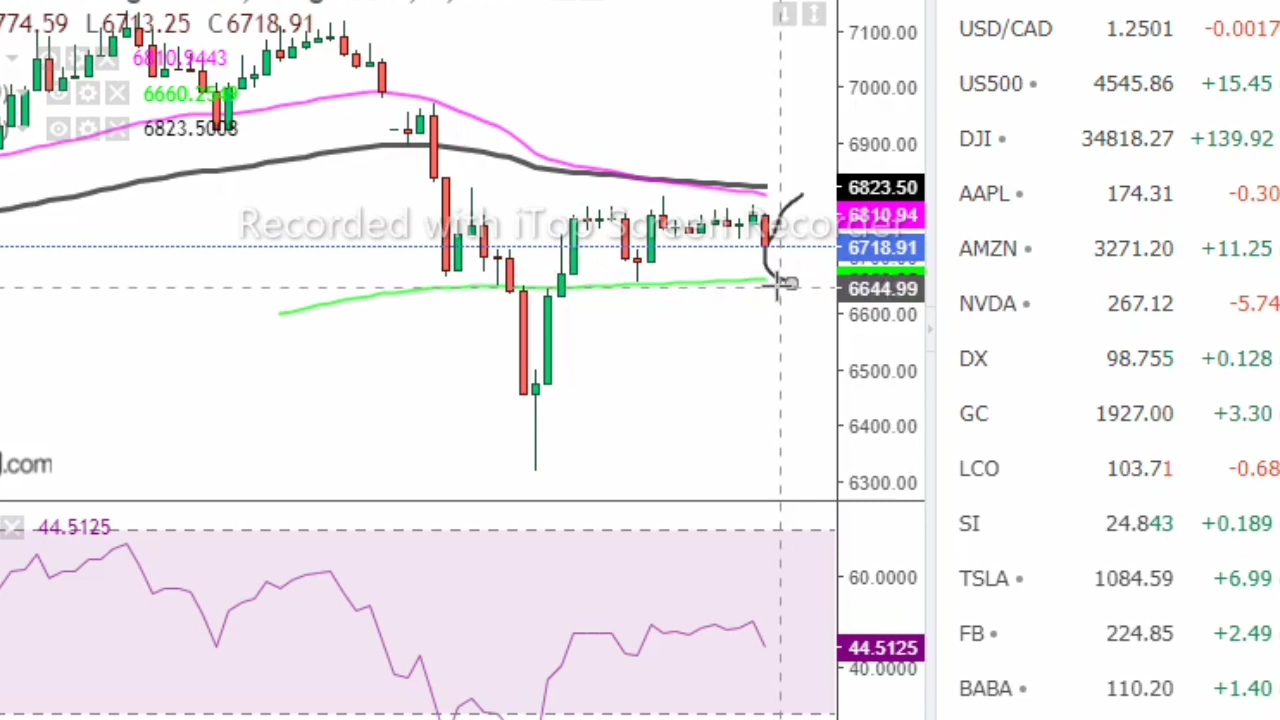 774.59 L6713.25 C6718.91
6810.9443
6823.5008
Recorded with iTop Screen Recorder
7100.00
7000.00
6900.00
6823.50
6810.94
6718.91
6644.99
6600.00
6500.00
6400.00
6300.00
.com
44.5125
60.0000
44.5125
40.0000
USD/CAD 1.2501 -0.0017
US500 4545.86 +15.45
DJI 34818.27 +139.92
AAPL 174.31 -0.30
AMZN 3271.20 +11.25
NVDA 267.12 -5.74
DX 98.755 +0.128
GC 1927.00 +3.30
LCO 103.71 -0.68
SI 24.843 +0.189
TSLA 1084.59 +6.99
FB 224.85 +2.49
BABA 110.20 +1.40